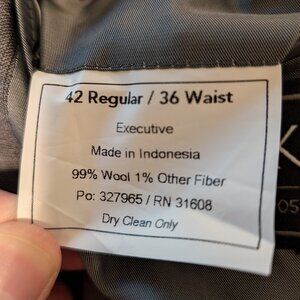 42 Regular / 36 Waist
Executive
Made in Indonesia
99% Wool 1% Other Fiber
Po: 327965 / RN 31608
Dry Clean Only
05